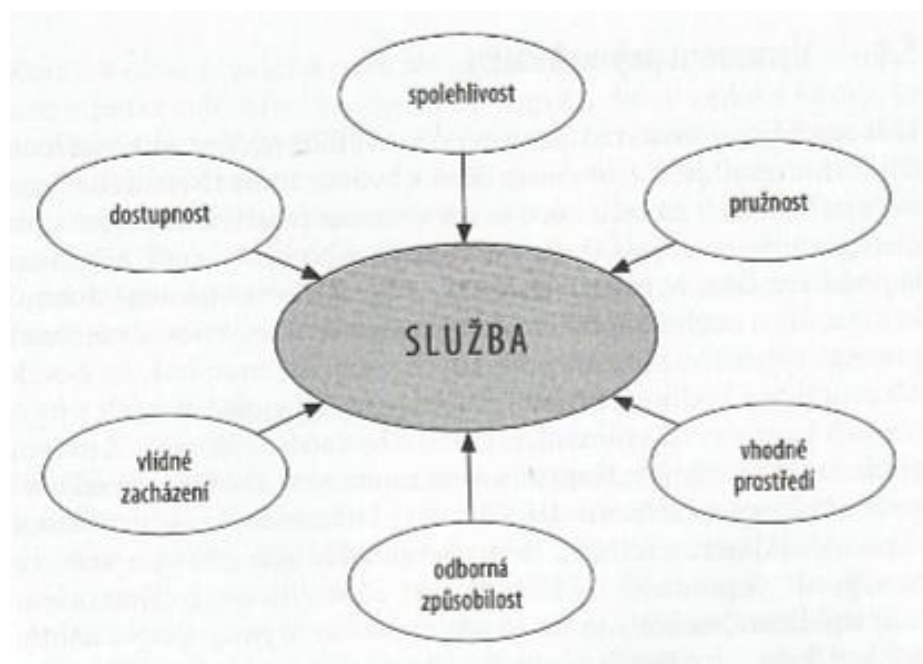 spolehlivost
dostupnost
pružnost
SLUŽBA
vlídné
zacházení
vhodné
prostředí
odborná
způsobilost